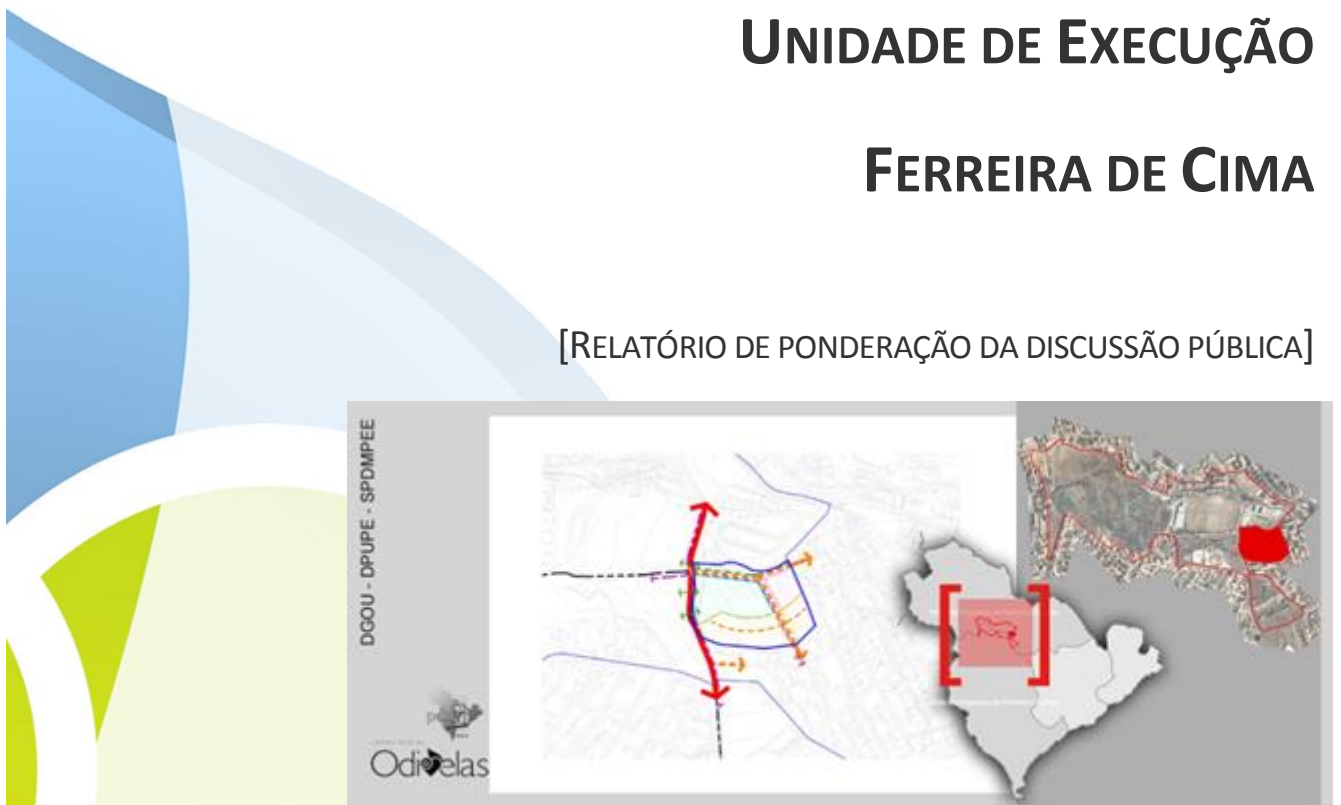 UNIDADE DE EXECUÇÃO
FERREIRA DE CIMA
[RELATÓRIO DE PONDERAÇÃO DA DISCUSSÃO PÚBLICA]
DGOU - DPUPE - SPDMPEE
Odivelas